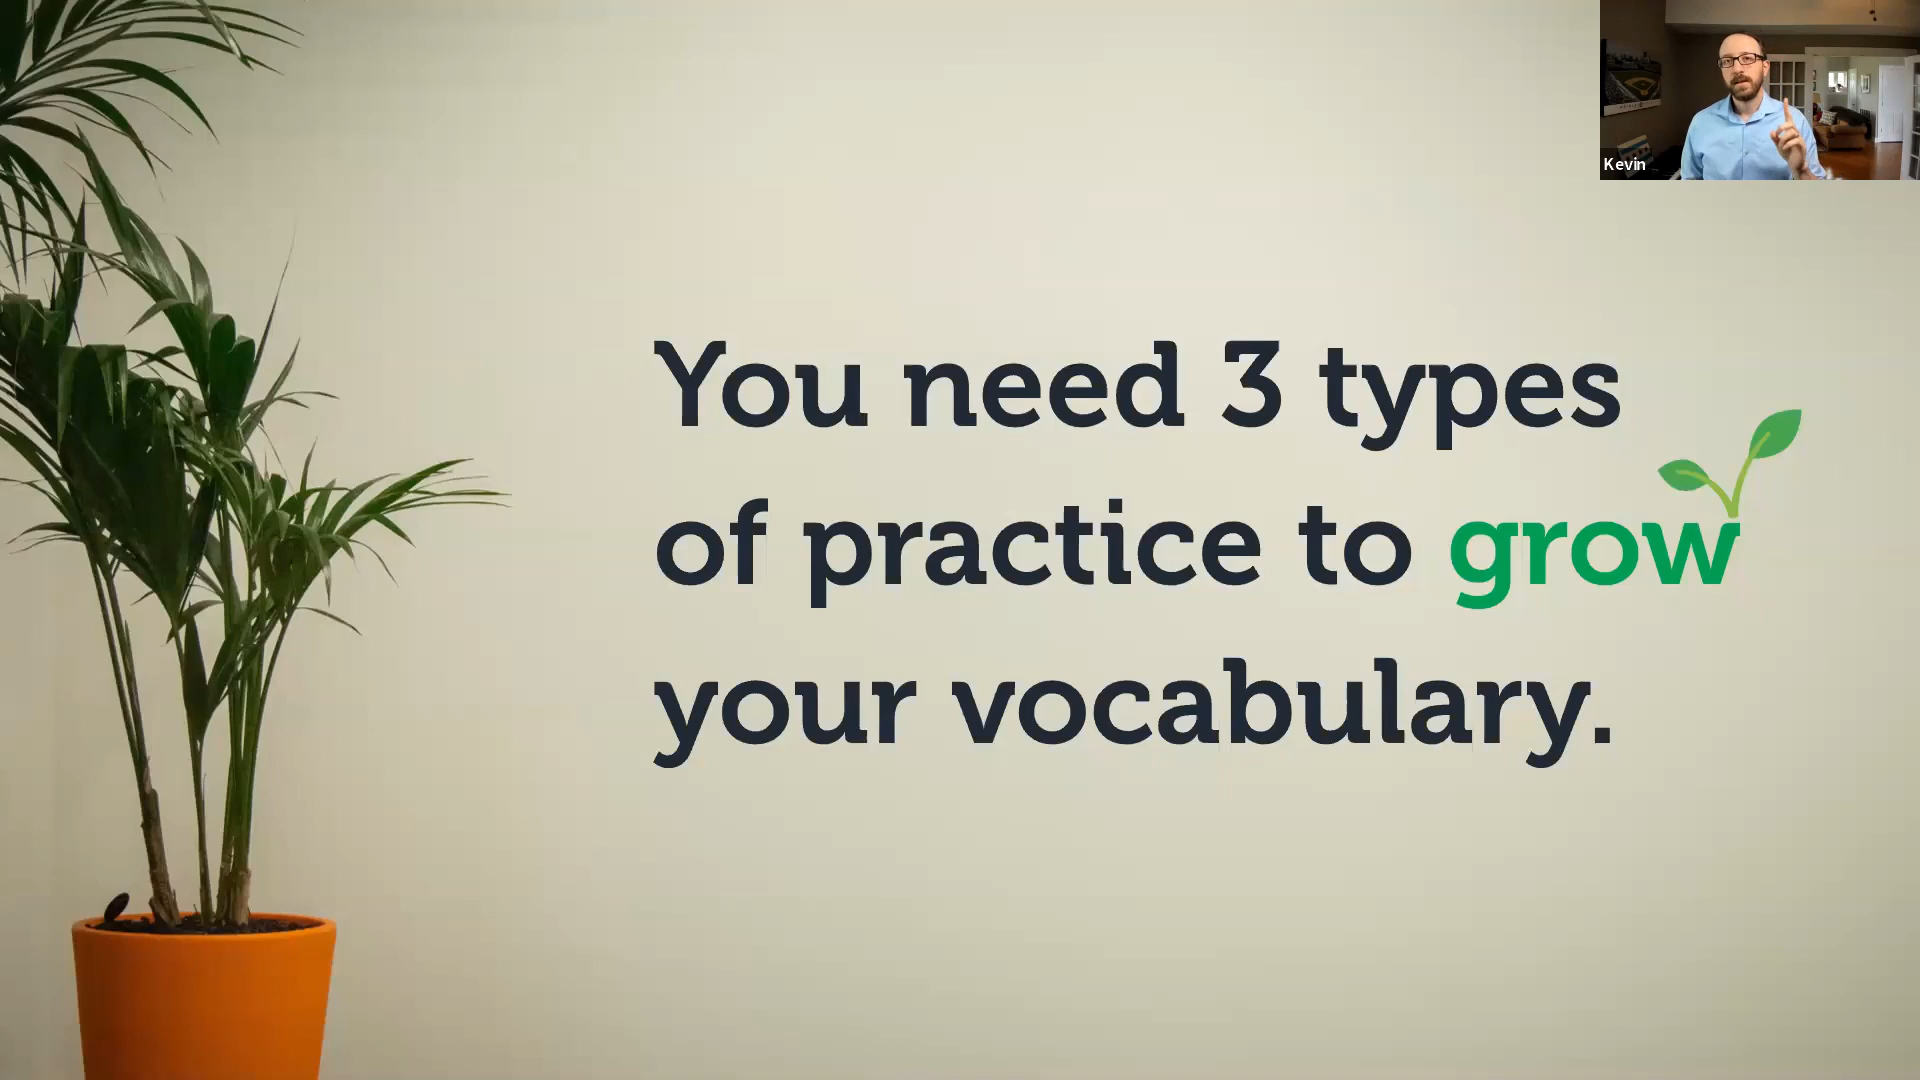 You need 3 types
of practice to grow
your vocabulary.
Kevin